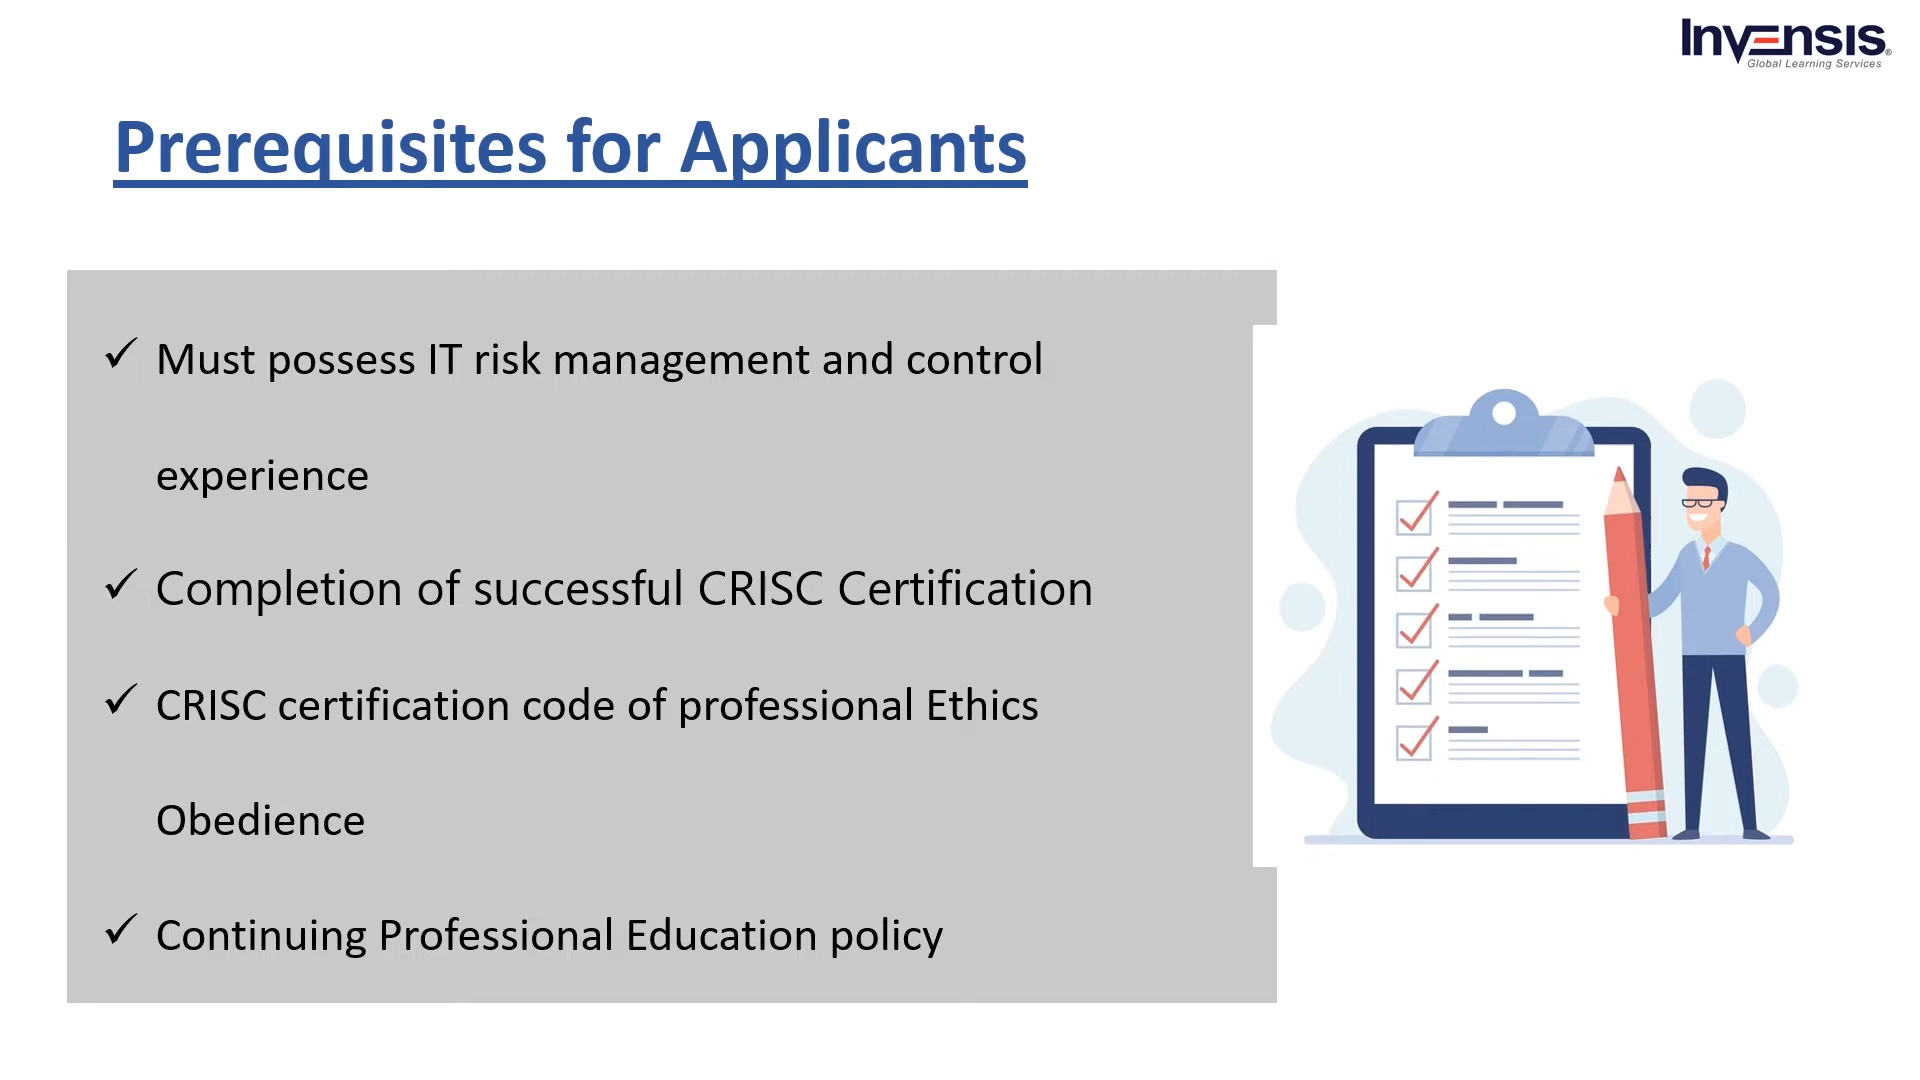 Invensis®
Global Learning Services
Prerequisites for Applicants
✓ Must possess IT risk management and control
experience
✓ Completion of successful CRISC Certification
✓ CRISC certification code of professional Ethics
Obedience
✓ Continuing Professional Education policy